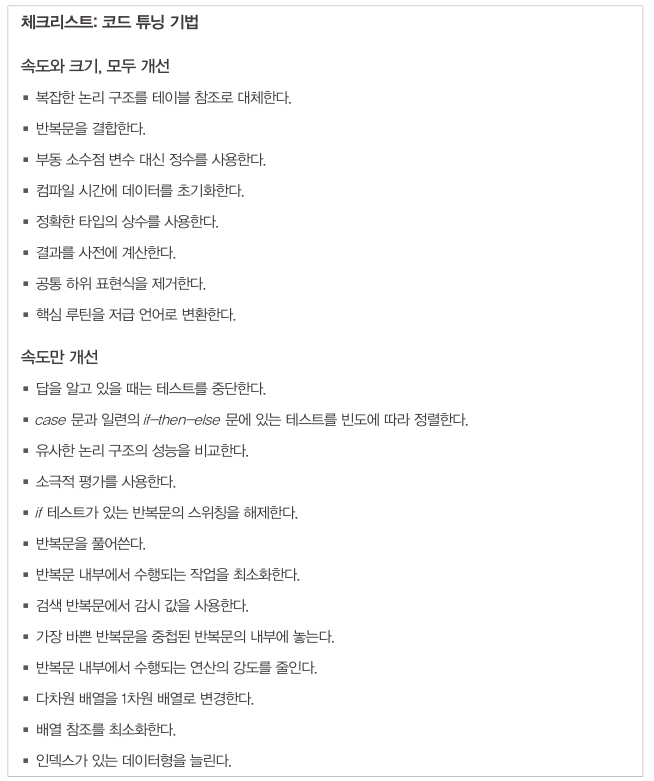 체크리스트: 코드 튜닝 기법
속도와 크기, 모두 개선
▪ 복잡한 논리 구조를 테이블 참조로 대체한다.
▪ 반복문을 결합한다.
▪ 부동 소수점 변수 대신 정수를 사용한다.
▪ 컴파일 시간에 데이터를 초기화한다.
▪ 정확한 타입의 상수를 사용한다.
▪ 결과를 사전에 계산한다.
▪ 공통 하위 표현식을 제거한다.
▪ 핵심 루틴을 저급 언어로 변환한다.
속도만 개선
▪ 답을 알고 있을 때는 테스트를 중단한다.
▪ case 문과 일련의 if-then-else 문에 있는 테스트를 빈도에 따라 정렬한다.
▪ 유사한 논리 구조의 성능을 비교한다.
▪ 소극적 평가를 사용한다.
▪ if 테스트가 있는 반복문의 스위칭을 해제한다.
▪ 반복문을 풀어쓴다.
▪ 반복문 내부에서 수행되는 작업을 최소화한다.
▪ 검색 반복문에서 감시 값을 사용한다.
▪ 가장 바쁜 반복문을 중첩된 반복문의 내부에 놓는다.
▪ 반복문 내부에서 수행되는 연산의 강도를 줄인다.
▪ 다차원 배열을 1차원 배열로 변경한다.
▪ 배열 참조를 최소화한다.
▪ 인덱스가 있는 데이터형을 늘린다.